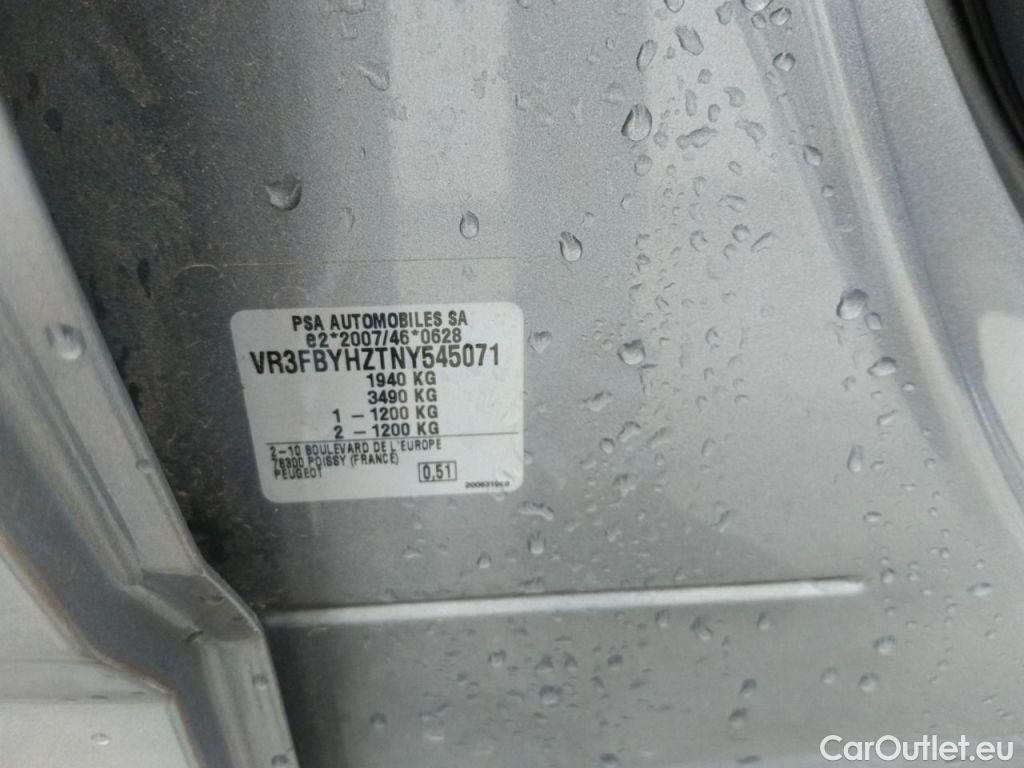 PSA AUTOMOBILES SA
e2*2007/46*0628
VR3FBYHZTNY545071
1940 KG
3490 KG
1 - 1200 KG
2 - 1200 KG
2-10 BOULEVARD DE L'EUROPE
78300 POISSY (FRANCE)
PEUGEOT
0,51
CarOutlet.eu